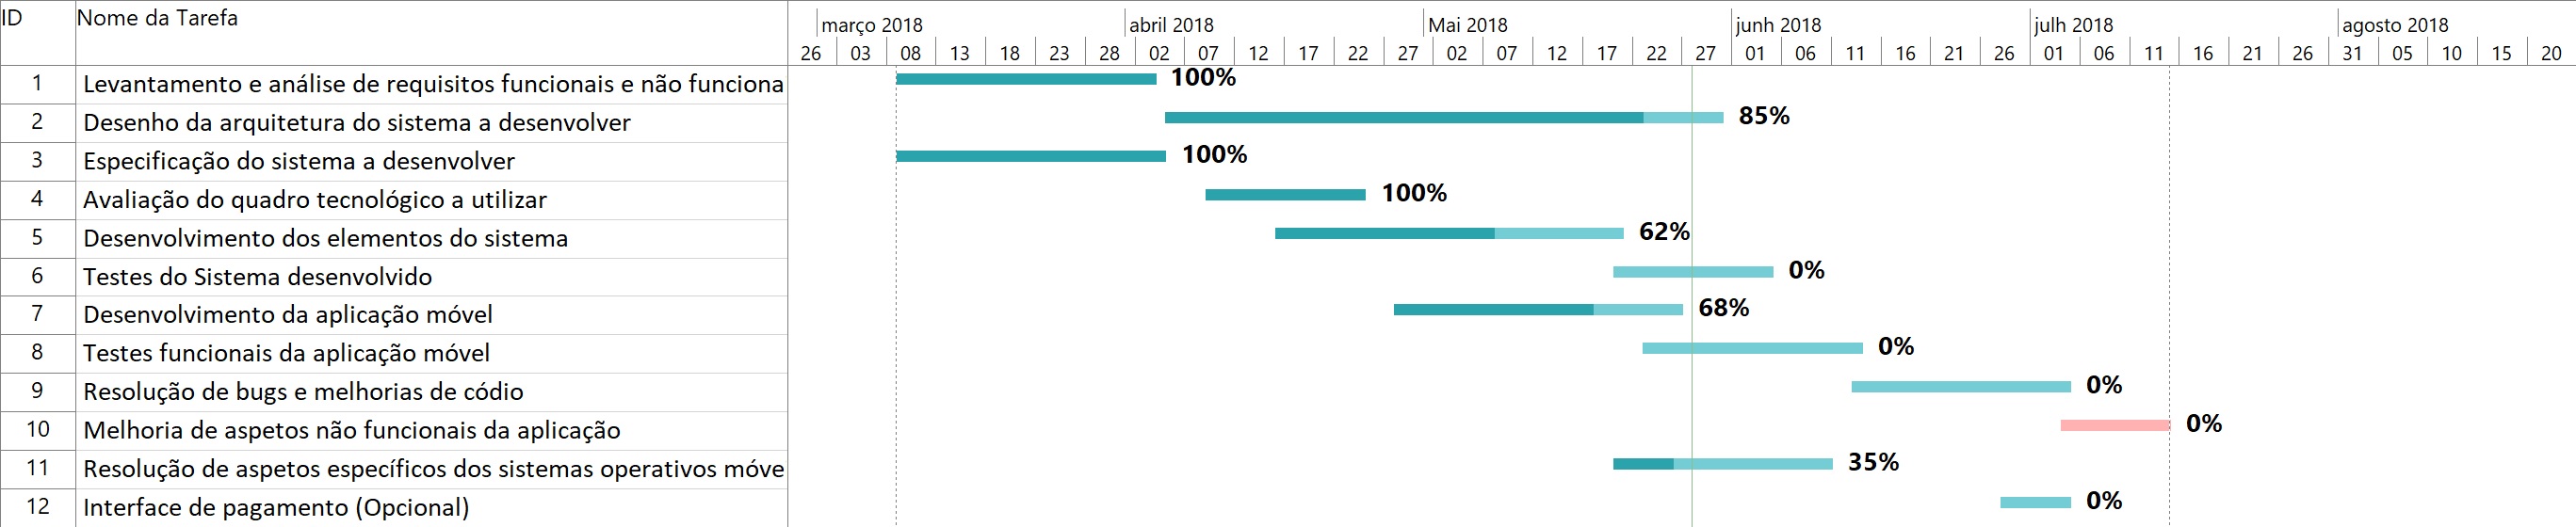 ID Nome da Tarefa março 2018 abril 2018 Mai 2018 junh 2018 julh 2018 agosto 2018
26 03 08 13 18 23 28 02 07 12 17 22 27 02 07 12 17 22 27 01 06 11 16 21 26 01 06 11 16 21 26 31 05 10 15 20
1 Levantamento e análise de requisitos funcionais e não funciona 100%
2 Desenho da arquitetura do sistema a desenvolver 85%
3 Especificação do sistema a desenvolver 100%
4 Avaliação do quadro tecnológico a utilizar 100%
5 Desenvolvimento dos elementos do sistema 62%
6 Testes do Sistema desenvolvido 0%
7 Desenvolvimento da aplicação móvel 68%
8 Testes funcionais da aplicação móvel 0%
9 Resolução de bugs e melhorias de códio 0%
10 Melhoria de aspetos não funcionais da aplicação 0%
11 Resolução de aspetos específicos dos sistemas operativos móve 35%
12 Interface de pagamento (Opcional) 0%